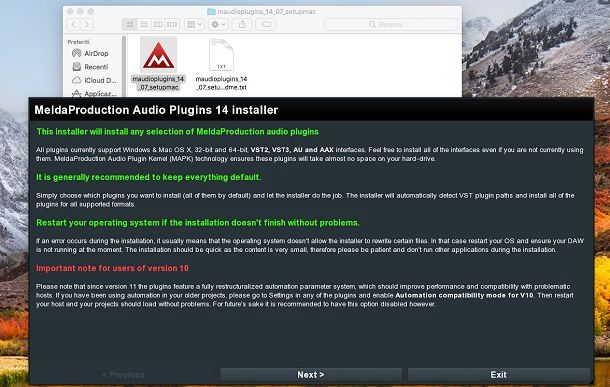 maudioplugins_14_07_setupmac
Ricerca
Preferiti
AirDrop
Recenti
iCloud D...
Applicaz...
maudioplugins_14
_07_setupmac
TXT
maudioplugins_14
_07_setu...dme.txt
MeldaProduction Audio Plugins 14 installer
This installer will install any selection of MeldaProduction audio plugins
All plugins currently support Windows & Mac OS X, 32-bit and 64-bit, VST2, VST3, AU and AAX interfaces. Feel free to install all of the interfaces even if you are not currently using
them. MeldaProduction Audio Plugin Kernel (MAPK) technology ensures these plugins will take almost no space on your hard-drive.
It is generally recommended to keep everything default.
Simply choose which plugins you want to install (all of them by default) and let the installer do the job. The installer will automatically detect VST plugin paths and install all of the
plugins for all supported formats.
Restart your operating system if the installation doesn't finish without problems.
If an error occurs during the installation, it usually means that the operating system doesn't allow the installer to rewrite certain files. In that case restart your OS and ensure your DAW
is not running at the moment. The installation should be quick as the content is very small, therefore please be patient and don't run other applications during the installation.
Important note for users of version 10
Please note that since version 11 the plugins feature a fully restructuralized automation parameter system, which should improve performance and compatibility with problematic
hosts. If you have been using automation in your older projects, please go to Settings in any of the plugins and enable Automation compatibility mode for V10. Then restart
your host and your projects should load without problems. For future's sake it is recommended to have this option disabled however.
< Previous
Next >
Exit